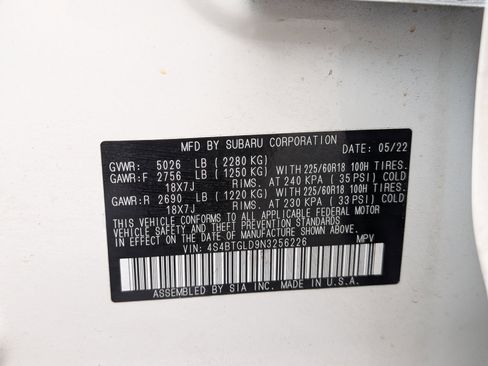 MFD BY SUBARU CORPORATION DATE: 05/22
GVWR: 5026 LB (2280 KG)
GAWR:F 2756 LB (1250 KG) WITH 225/60R18 100H TIRES.
18X7J RIMS. AT 240 KPA (35 PSI) COLD
GAWR:R 2690 LB (1220 KG) WITH 225/60R18 100H TIRES.
18X7J RIMS. AT 230 KPA (33 PSI) COLD
THIS VEHICLE CONFORMS TO ALL APPLICABLE FEDERAL MOTOR
VEHICLE SAFETY STANDARDS IN EFFECT ON THE DATE OF
MANUFACTURE SHOWN ABOVE.
VIN: 4S4BTGLD9N3256226 MPV
ASSEMBLED BY SIA INC. MADE IN U.S.A.